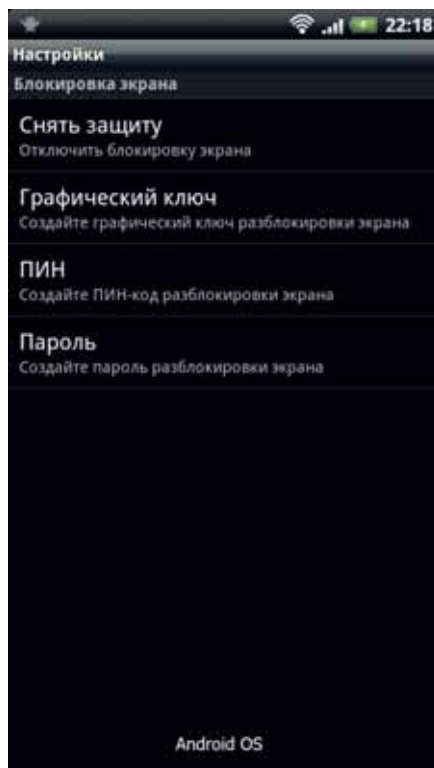 22:18
Настройки
Блокировка экрана
Снять защиту
Отключить блокировку экрана
Графический ключ
Создайте графический ключ разблокировки экрана
ПИН
Создайте ПИН-код разблокировки экрана
Пароль
Создайте пароль разблокировки экрана
Android OS